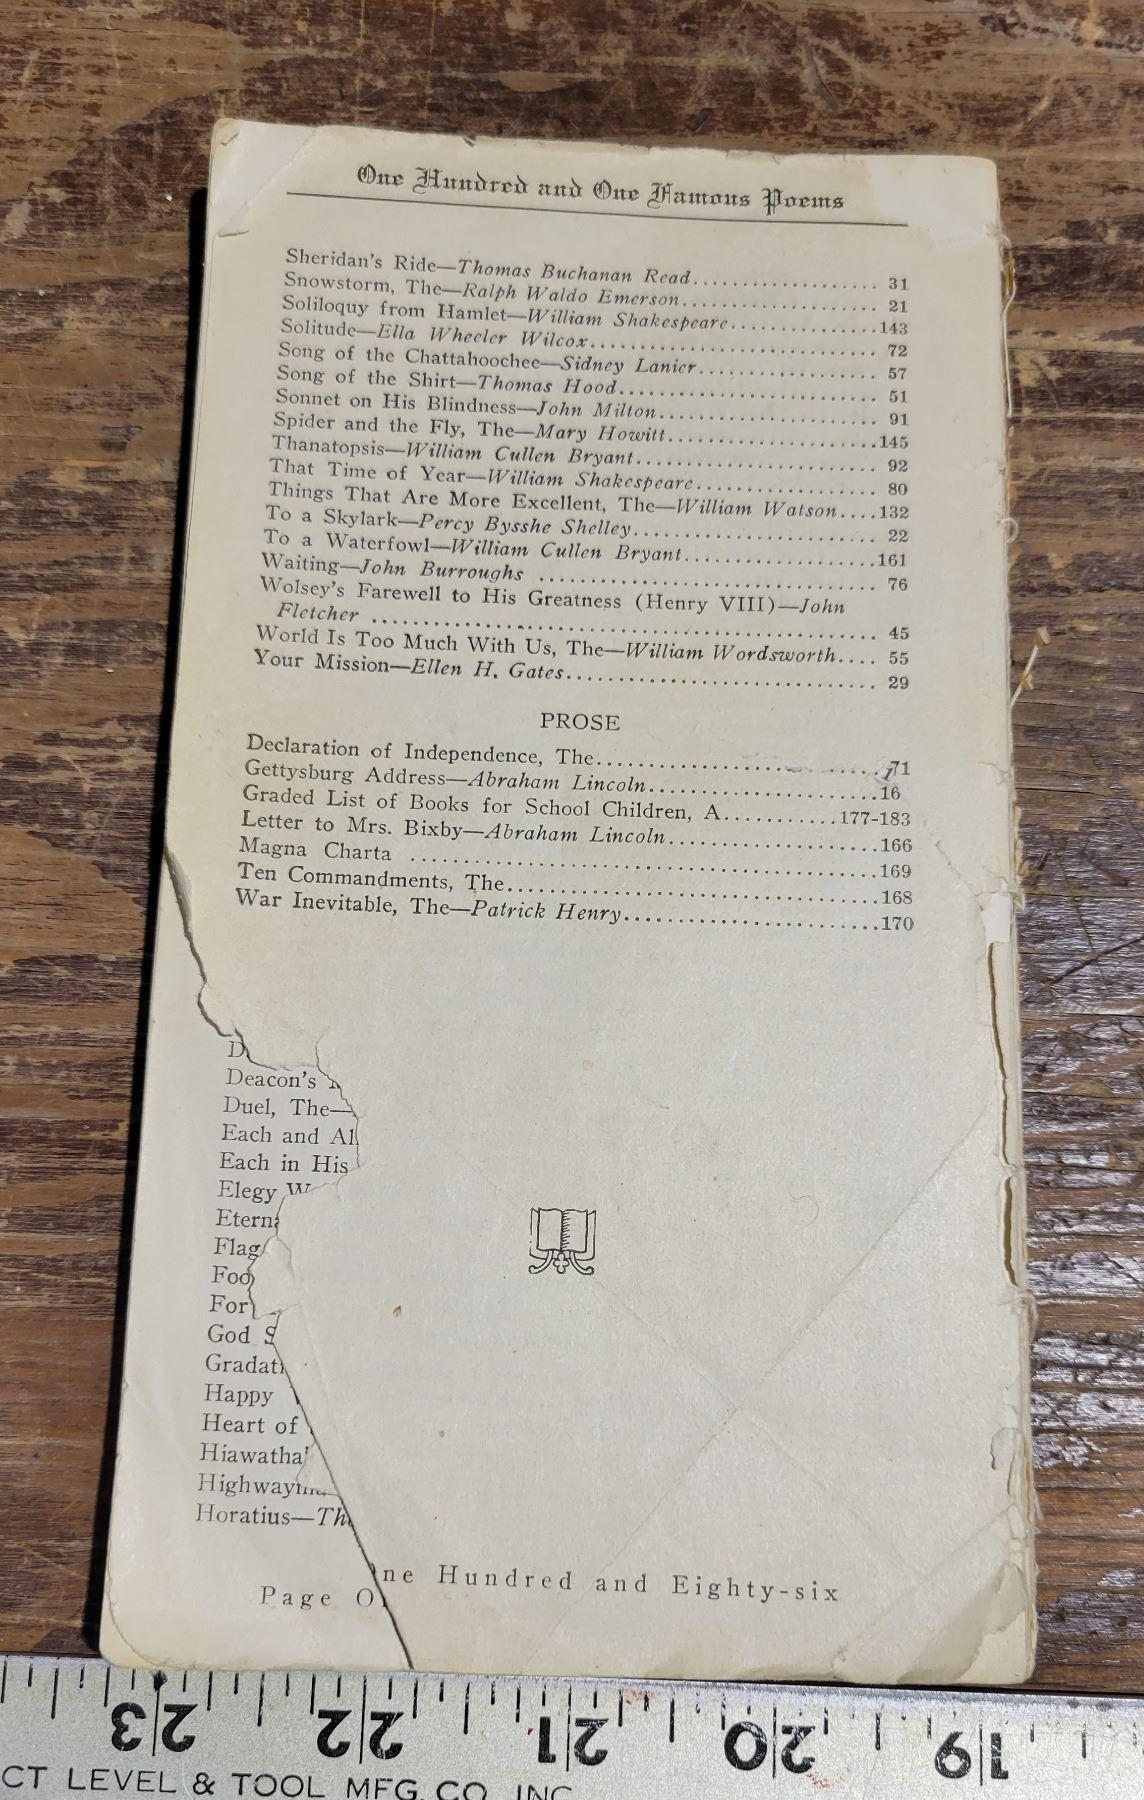 One Hundred and One Famous Poems
Sheridan's Ride—Thomas Buchanan Read.................. 31
Snowstorm, The—Ralph Waldo Emerson................... 21
Soliloquy from Hamlet—William Shakespeare..............143
Solitude—Ella Wheeler Wilcox............................ 72
Song of the Chattahoochee—Sidney Lanier.................. 57
Song of the Shirt—Thomas Hood......................... 51
Sonnet on His Blindness—John Milton..................... 91
Spider and the Fly, The—Mary Howitt....................145
Thanatopsis—William Cullen Bryant....................... 92
That Time of Year—William Shakespeare.................. 80
Things That Are More Excellent, The—William Watson....132
To a Skylark—Percy Bysshe Shelley....................... 22
To a Waterfowl—William Cullen Bryant...................161
Waiting—John Burroughs ................................. 76
Wolsey's Farewell to His Greatness (Henry VIII)—John
Fletcher ................................................. 45
World Is Too Much With Us, The—William Wordsworth.... 55
Your Mission—Ellen H. Gates.............................. 29
PROSE
Declaration of Independence, The...........................71
Gettysburg Address—Abraham Lincoln......................16
Graded List of Books for School Children, A...........177-183
Letter to Mrs. Bixby—Abraham Lincoln....................166
Magna Charta ............................................169
Ten Commandments, The...................................168
War Inevitable, The—Patrick Henry........................170
D
Deacon's
Duel, The—
Each and Al
Each in His
Elegy W
Etern
Flag
Foo
For
God S
Gradat
Happy
Heart of
Hiawatha'
Highway
Horatius—Th
Page One Hundred and Eighty-six
23 22 21 20 19
CT LEVEL & TOOL MFG. CO. INC